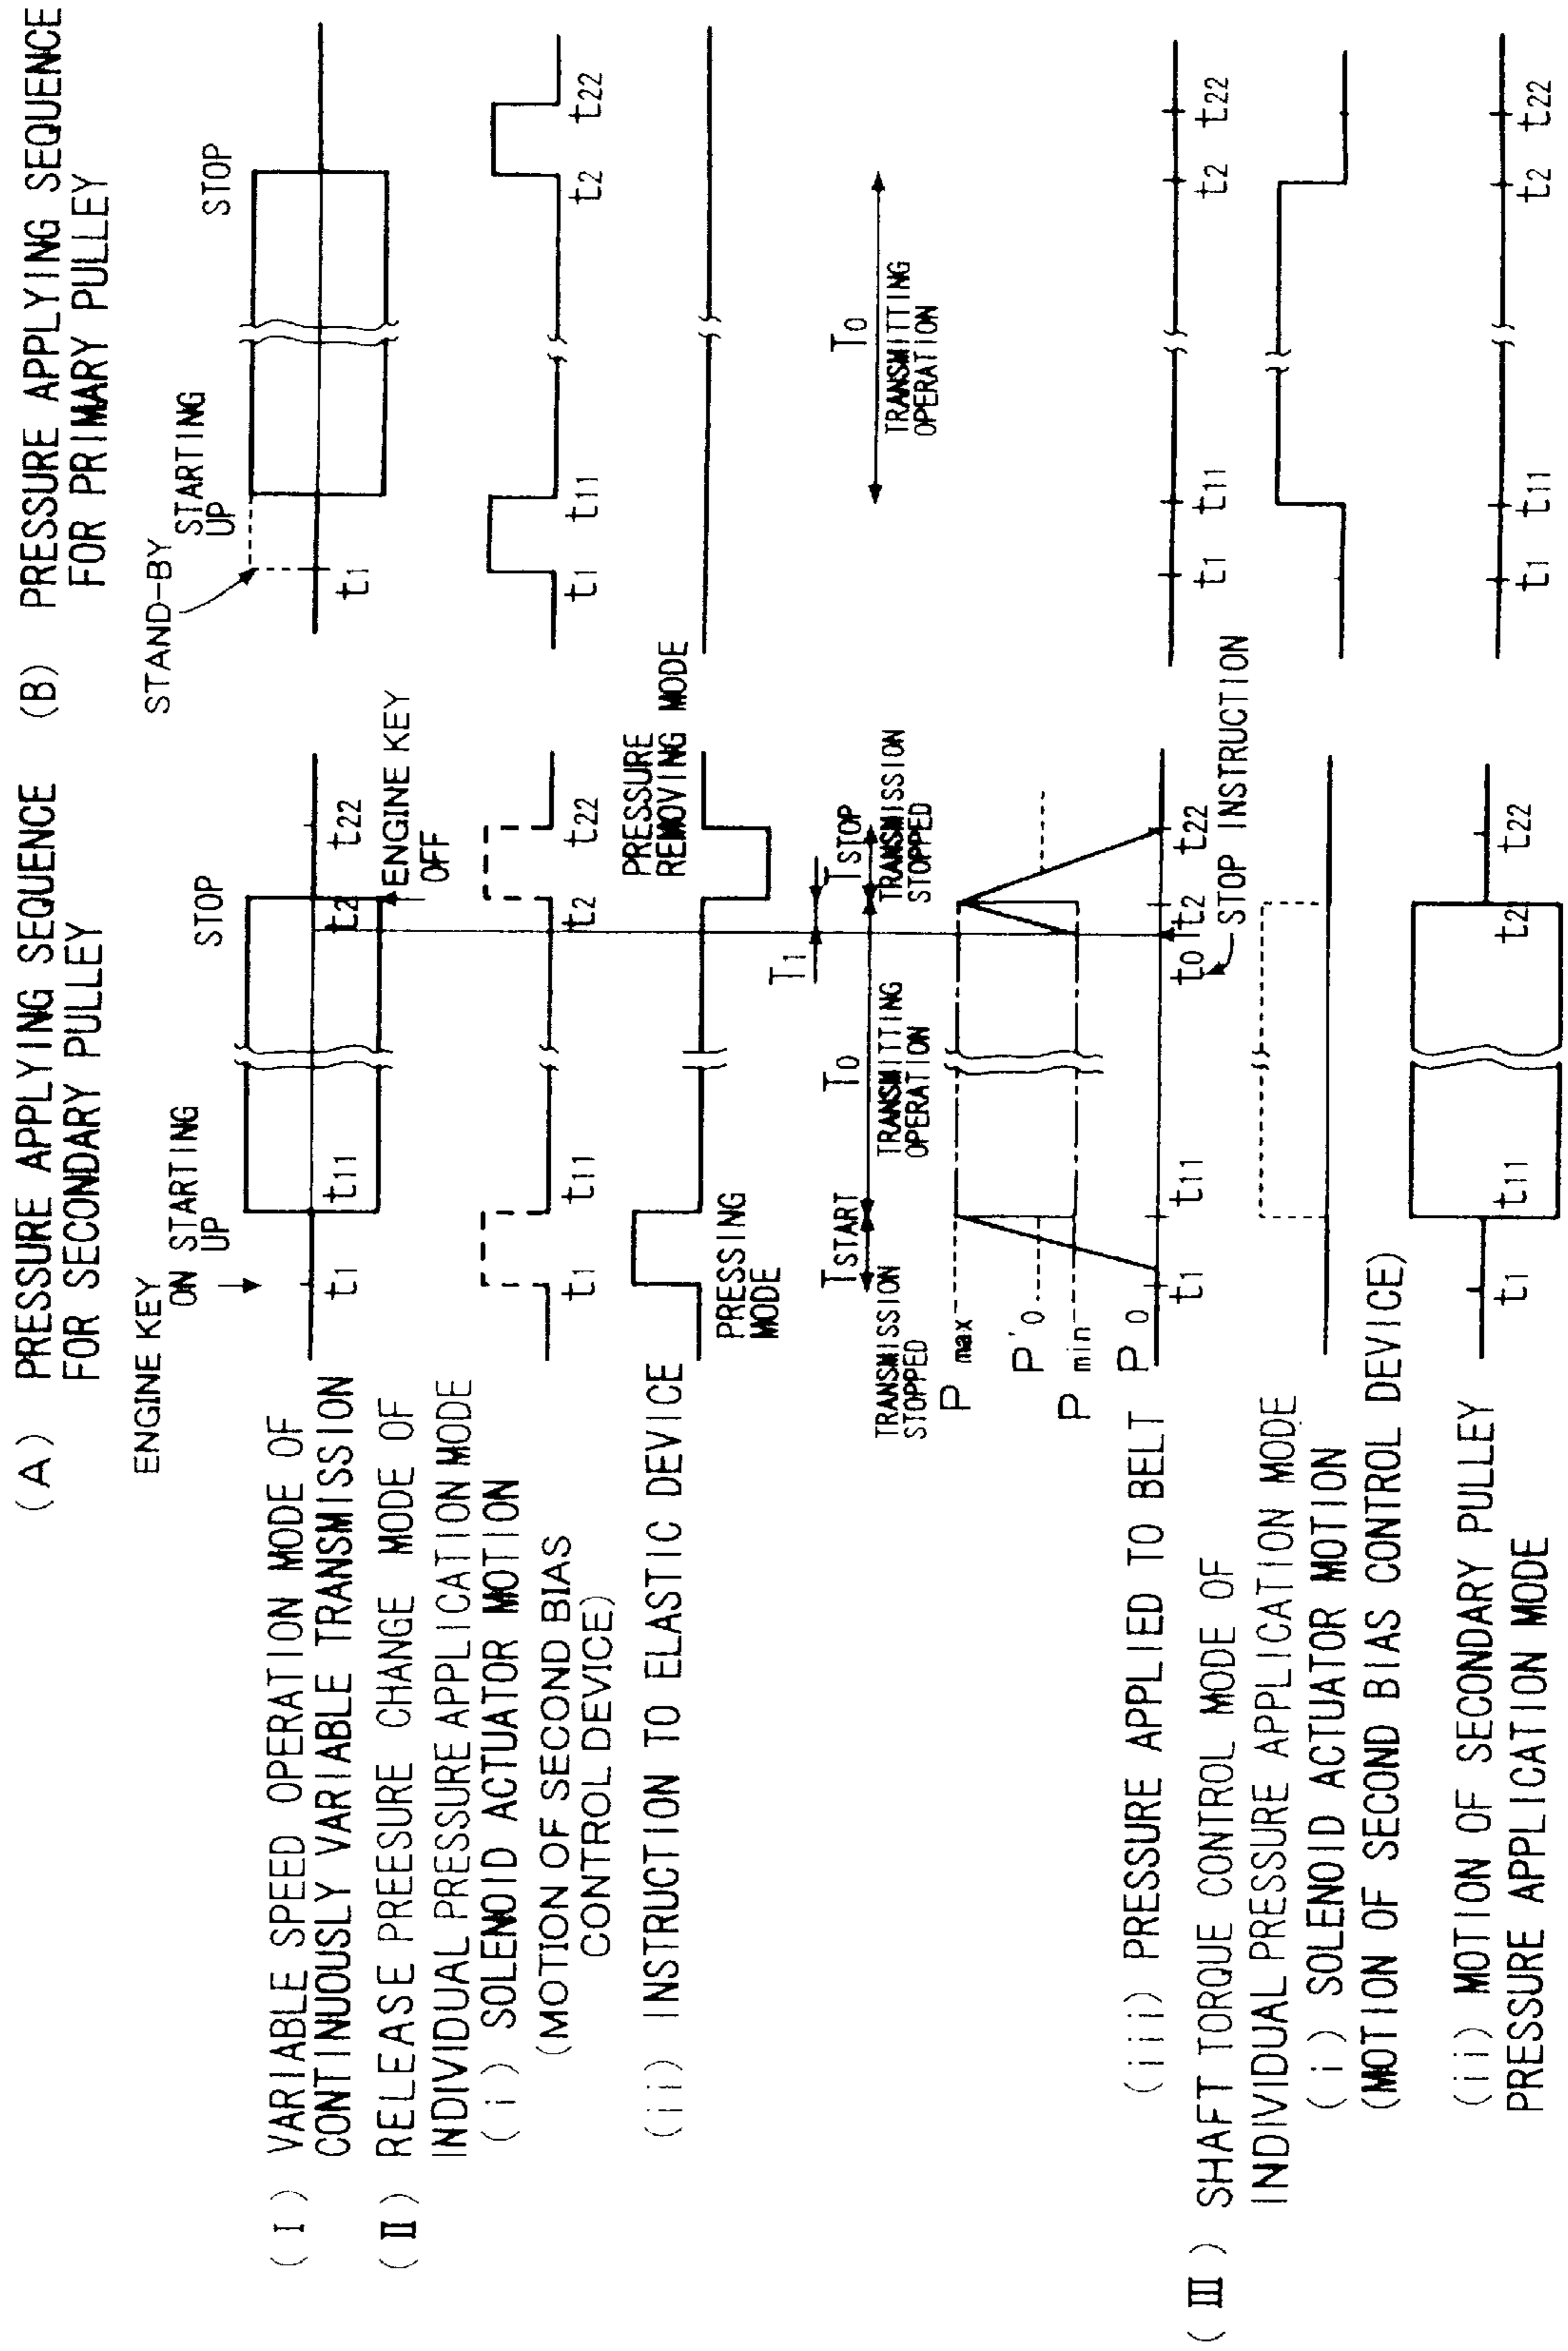 (A) PRESSURE APPLYING SEQUENCE
FOR SECONDARY PULLEY
(B) PRESSURE APPLYING SEQUENCE
FOR PRIMARY PULLEY
ENGINE KEY
ON STARTING
UP
STOP
STAND-BY
STARTING
UP
STOP
(I) VARIABLE SPEED OPERATION MODE OF
CONTINUOUSLY VARIABLE TRANSMISSION
t1
t11
t2
t22
ENGINE KEY
OFF
t1
(II) RELEASE PREESURE CHANGE MODE OF
INDIVIDUAL PRESSURE APPLICATION MODE
(i) SOLENOID ACTUATOR MOTION
(MOTION OF SECOND BIAS
CONTROL DEVICE)
t1
t11
t2
t22
t1
t11
t2
t22
(ii) INSTRUCTION TO ELASTIC DEVICE
PRESSING
MODE
PRESSURE
REMOVING MODE
T1
TSTART
T0
TSTOP
TRANSMISSION
STOPPED
TRANSMITTING
OPERATION
TRANSMISSION
STOPPED
T0
TRANSMITTING
OPERATION
P max
P'0
P min
P0
(iii) PRESSURE APPLIED TO BELT
t1
t11
t0
t2
t22
STOP INSTRUCTION
t1
t11
t2
t22
(III) SHAFT TORQUE CONTROL MODE OF
INDIVIDUAL PRESSURE APPLICATION MODE
(i) SOLENOID ACTUATOR MOTION
(MOTION OF SECOND BIAS CONTROL DEVICE)
(ii) MOTION OF SECONDARY PULLEY
PRESSURE APPLICATION MODE
t1
t11
t21
t22
t1
t11
t2
t22